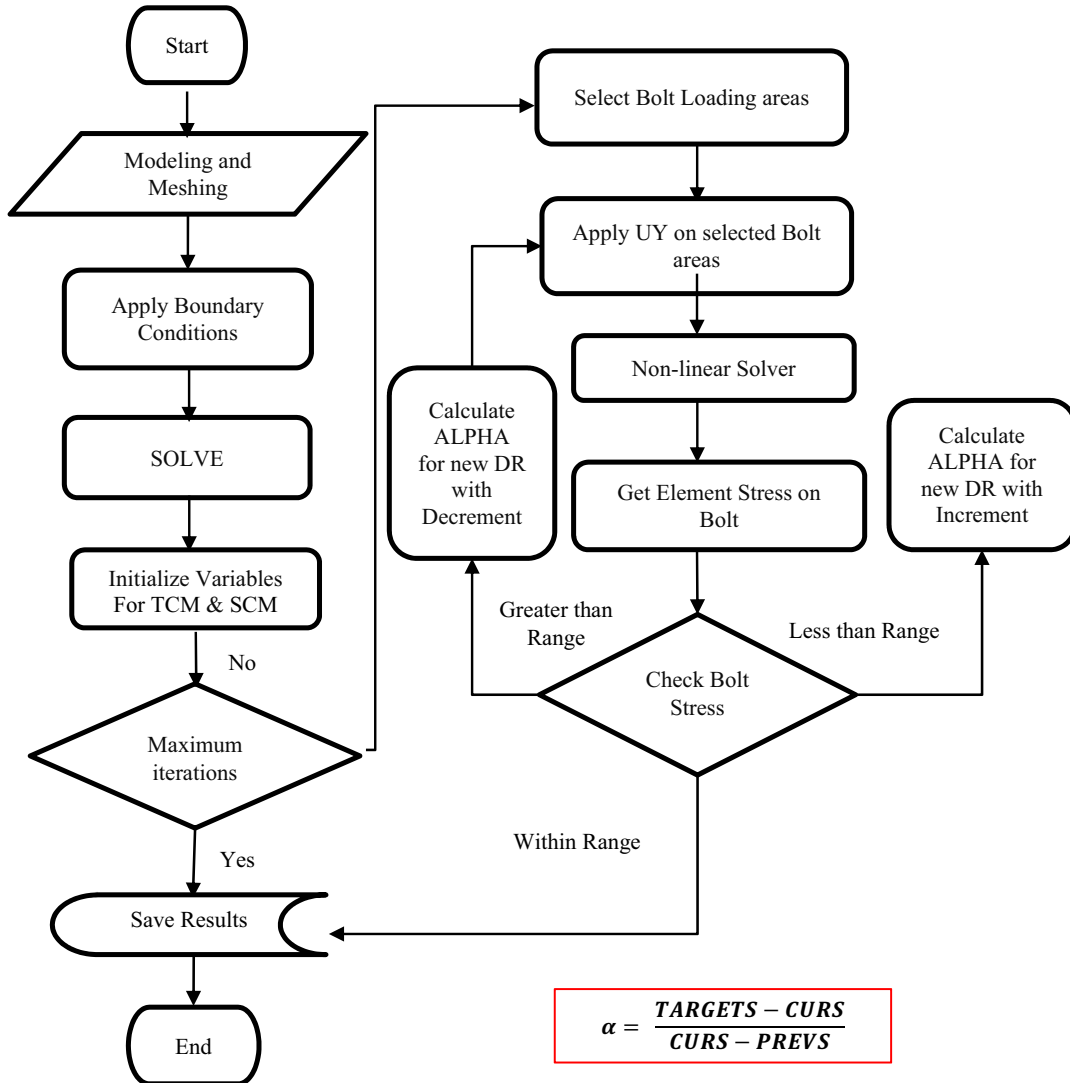 Start
Modeling and
Meshing
Apply Boundary
Conditions
SOLVE
Initialize Variables
For TCM & SCM
No
Maximum
iterations
Yes
Save Results
End
Select Bolt Loading areas
Apply UY on selected Bolt
areas
Non-linear Solver
Get Element Stress on
Bolt
Calculate
ALPHA
for new DR
with
Decrement
Calculate
ALPHA for
new DR with
Increment
Greater than
Range
Less than Range
Check Bolt
Stress
Within Range
α = TARGETS − CURS
CURS − PREVS